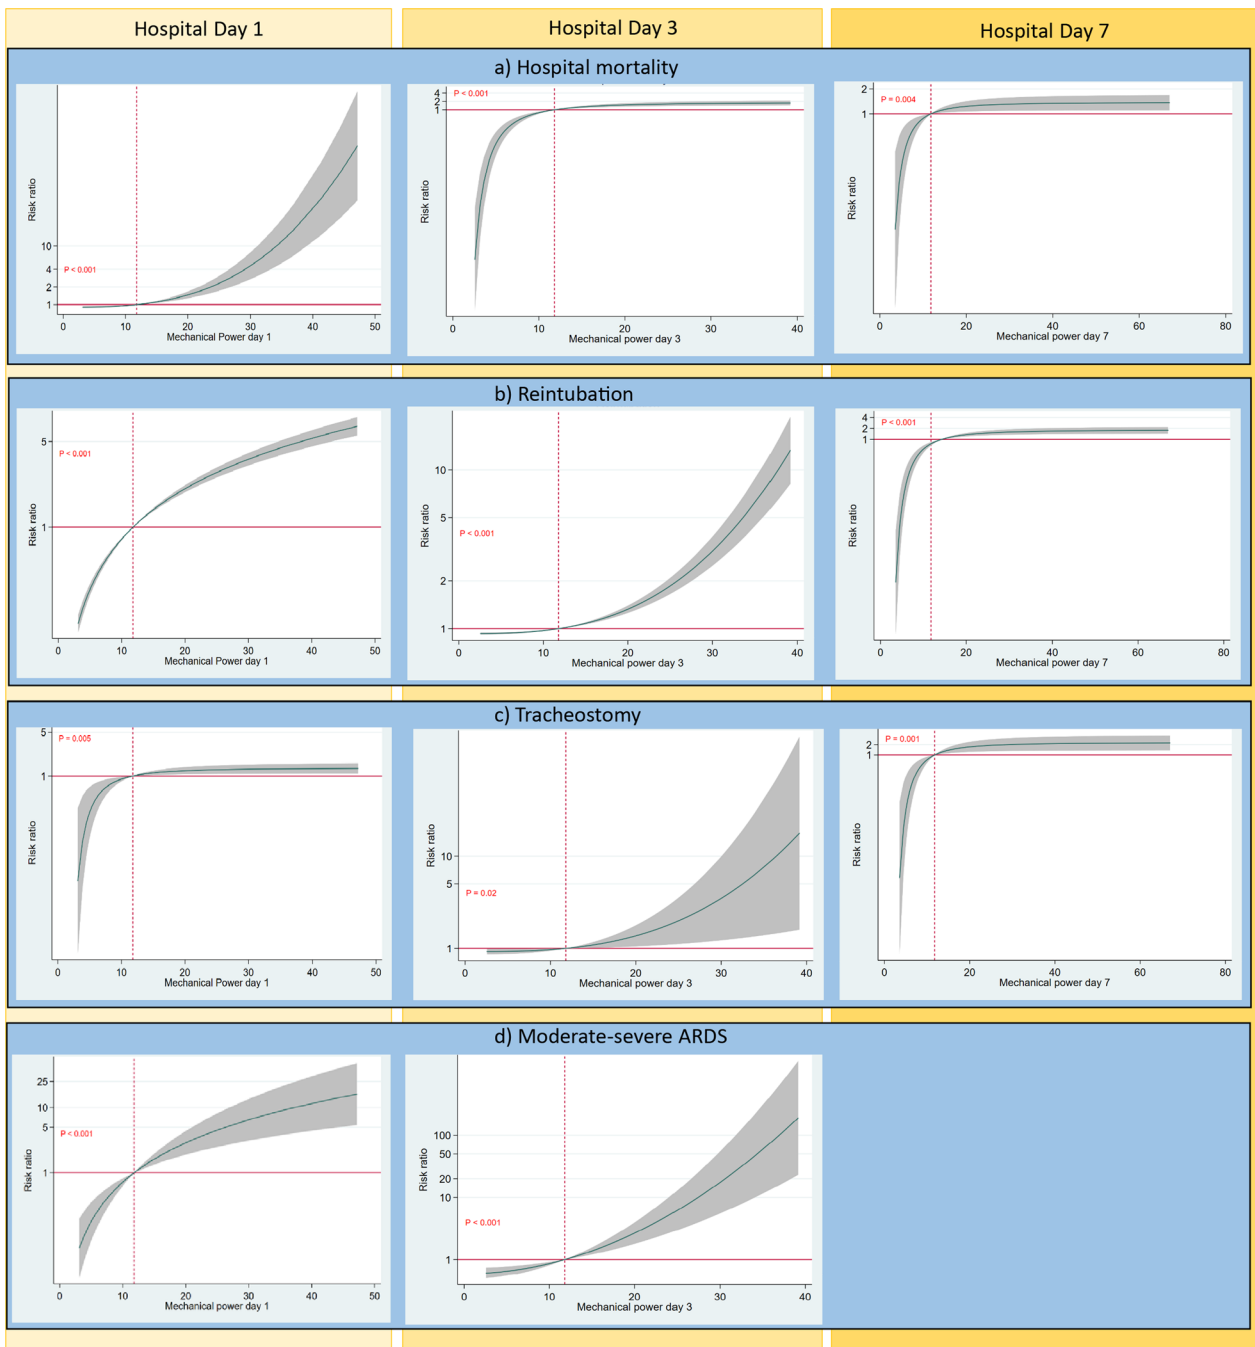 Hospital Day 1
Hospital Day 3
Hospital Day 7
a) Hospital mortality
Risk ratio
10
4
2
1
P < 0.001
0 10 20 30 40 50
Mechanical Power day 1
Risk ratio
4
2
1
P < 0.001
0 10 20 30 40
Mechanical power day 3
Risk ratio
2
1
P = 0.004
0 20 40 60 80
Mechanical power day 7
b) Reintubation
Risk ratio
5
1
P < 0.001
0 10 20 30 40 50
Mechanical Power day 1
Risk ratio
10
5
2
1
P < 0.001
0 10 20 30 40
Mechanical power day 3
Risk ratio
4
2
1
P < 0.001
0 20 40 60 80
Mechanical power day 7
c) Tracheostomy
Risk ratio
5
1
P = 0.005
0 10 20 30 40 50
Mechanical Power day 1
Risk ratio
10
5
1
P = 0.02
0 10 20 30 40
Mechanical power day 3
Risk ratio
2
1
P = 0.001
0 20 40 60 80
Mechanical power day 7
d) Moderate-severe ARDS
Risk ratio
25
10
5
1
P < 0.001
0 10 20 30 40 50
Mechanical power day 1
Risk ratio
100
50
20
10
1
P < 0.001
0 10 20 30 40
Mechanical power day 3